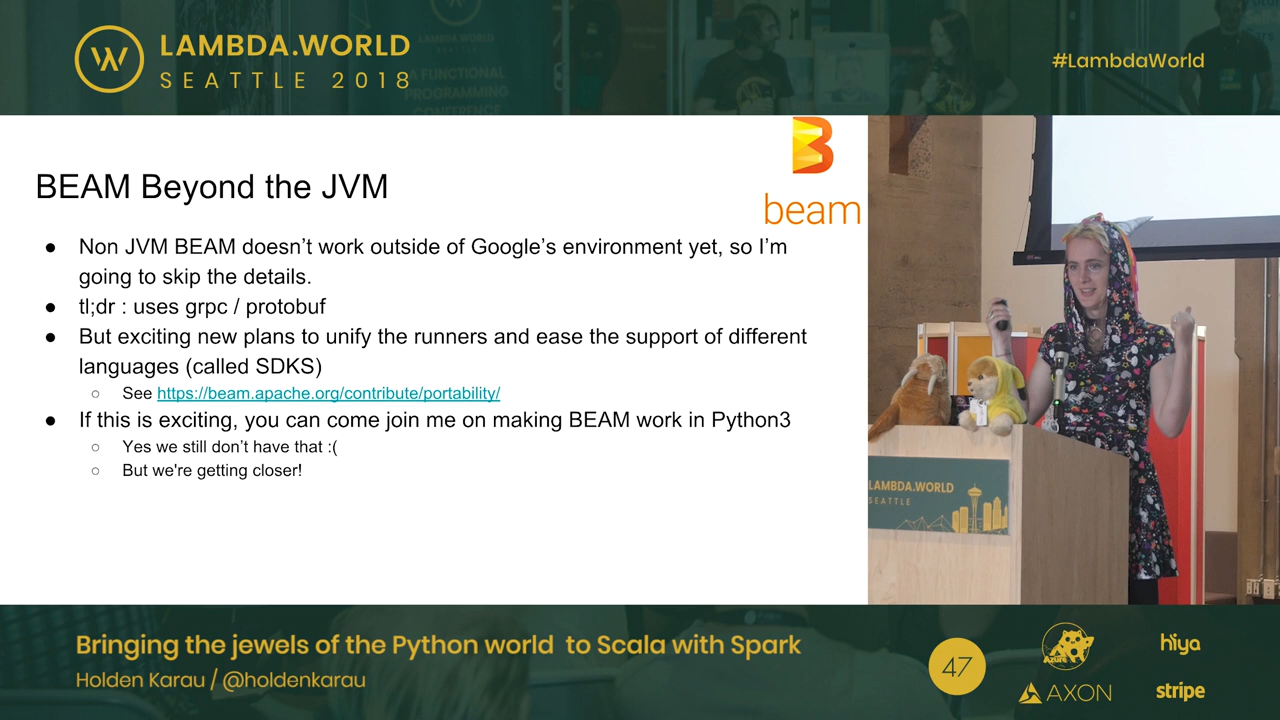 LAMBDA.WORLD
SEATTLE 2018
#LambdaWorld
A FUNCTIONAL
PROGRAMMING
CONFERENCE
beam
BEAM Beyond the JVM
● Non JVM BEAM doesn’t work outside of Google’s environment yet, so I’m
going to skip the details.
● tl;dr : uses grpc / protobuf
● But exciting new plans to unify the runners and ease the support of different
languages (called SDKS)
○ See https://beam.apache.org/contribute/portability/
● If this is exciting, you can come join me on making BEAM work in Python3
○ Yes we still don’t have that :(
○ But we're getting closer!
LAMBDA.WORLD
SEATTLE
Bringing the jewels of the Python world to Scala with Spark
Holden Karau / @holdenkarau
47
Azure
AXON
hiya
stripe